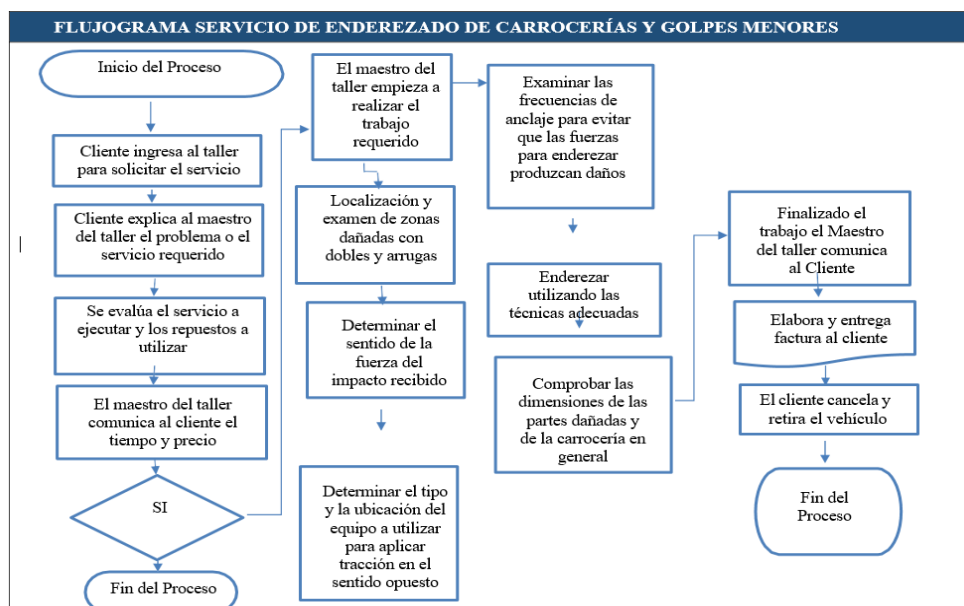 FLUJOGRAMA SERVICIO DE ENDEREZADO DE CARROCERÍAS Y GOLPES MENORES
Inicio del Proceso
Cliente ingresa al taller
para solicitar el servicio
Cliente explica al maestro
del taller el problema o el
servicio requerido
Se evalúa el servicio a
ejecutar y los repuestos a
utilizar
El maestro del taller
comunica al cliente el
tiempo y precio
SI
Fin del Proceso
El maestro del
taller empieza a
realizar el
trabajo
requerido
Localización y
examen de zonas
dañadas con
dobles y arrugas
Determinar el
sentido de la
fuerza del
impacto recibido
Determinar el tipo
y la ubicación del
equipo a utilizar
para aplicar
tracción en el
sentido opuesto
Examinar las
frecuencias de
anclaje para evitar
que las fuerzas
para enderezar
produzcan daños
Enderezar
utilizando las
técnicas adecuadas
Comprobar las
dimensiones de las
partes dañadas y
de la carrocería en
general
Finalizado el
trabajo el Maestro
del taller comunica
al Cliente
Elabora y entrega
factura al cliente
El cliente cancela y
retira el vehículo
Fin del
Proceso